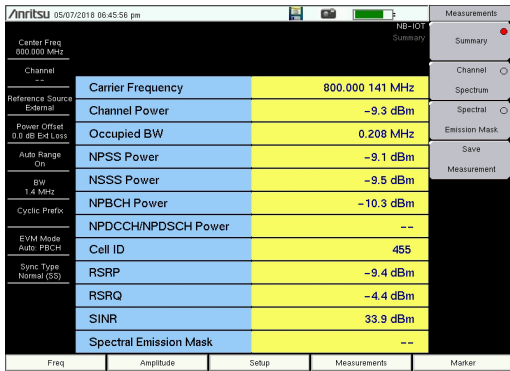 Anritsu 05/07/2018 06:45:56 pm
NB-IOT
Summary
Center Freq
800.000 MHz
Channel
--
Reference Source
External
Power Offset
0.0 dB Ext Loss
Auto Range
On
BW
1.4 MHz
Cyclic Prefix
EVM Mode
Auto: PBCH
Sync Type
Normal (SS)
Carrier Frequency 800.000 141 MHz
Channel Power -9.3 dBm
Occupied BW 0.208 MHz
NPSS Power -9.1 dBm
NSSS Power -9.5 dBm
NPBCH Power -10.3 dBm
NPDCCH/NPDSCH Power --
Cell ID 455
RSRP -9.4 dBm
RSRQ -4.4 dBm
SINR 33.9 dBm
Spectral Emission Mask --
Measurements
Summary
Channel
Spectrum
Spectral
Emission Mask
Save
Measurement
Freq Amplitude Setup Measurements Marker